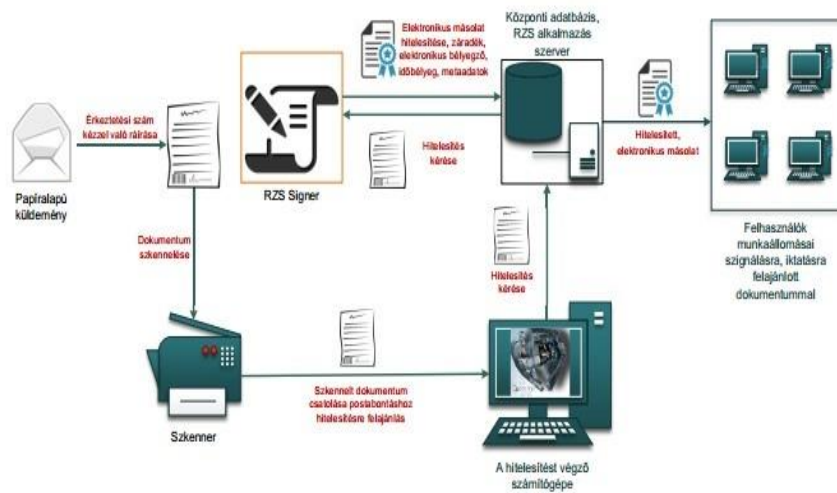 Érkeztetési szám
kézzel való ráírása
Papíralapú
küldemény
Dokumentum
szkennelése
Szkenner
Szkennelt dokumentum
csatolása postabontáshoz
hitelesítésre felajánlás
A hitelesítést végző
számítógépe
Hitelesítés
kérése
RZS Signer
Elektronikus másolat
hitelesítése, záradék,
elektronikus bélyegző,
időbélyeg, metaadatok
Hitelesítés
kérése
Központi adatbázis,
RZS alkalmazás
szerver
Hitelesített,
elektronikus másolat
Felhasználók
munkaállomásai
szignálásra, iktatásra
felajánlott
dokumentummal